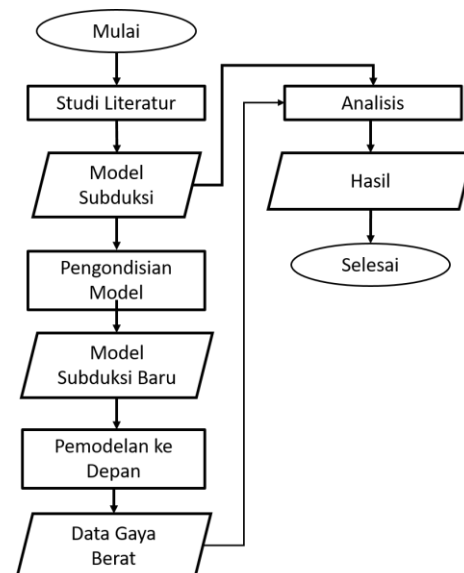 Mulai
Studi Literatur
Model
Subduksi
Pengondisian
Model
Model
Subduksi Baru
Pemodelan ke
Depan
Data Gaya
Berat
Analisis
Hasil
Selesai